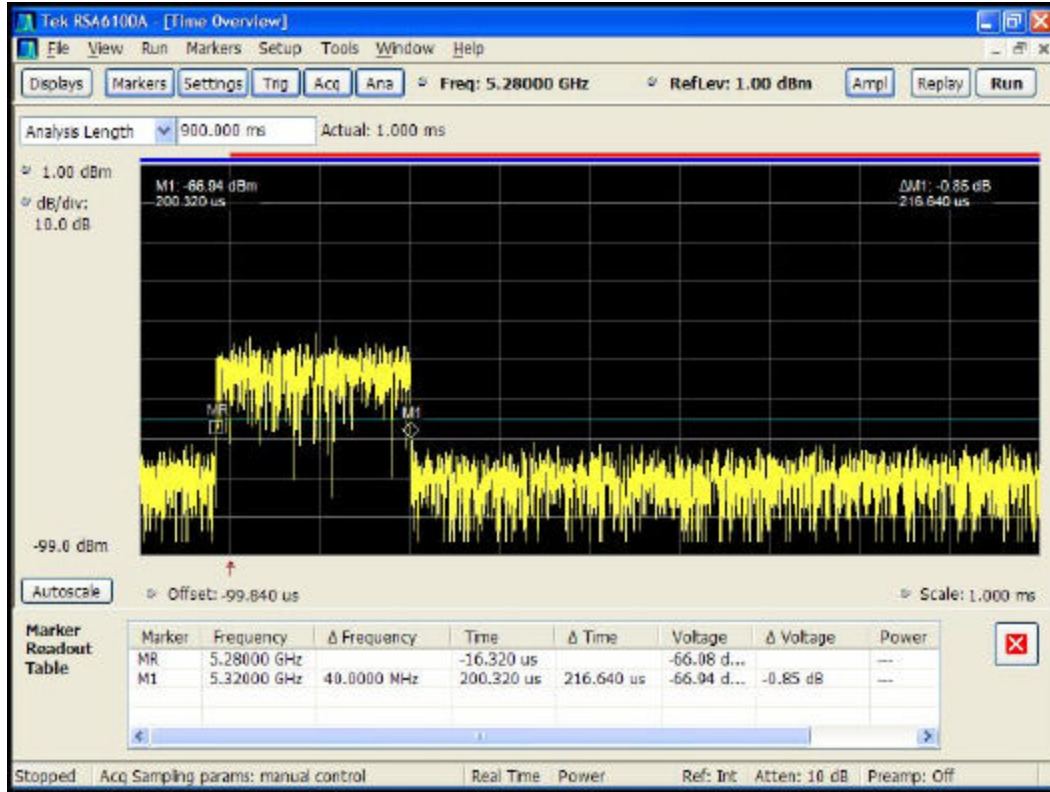 Tek RSA6100A - [Time Overview]
File View Run Markers Setup Tools Window Help
Displays Markers Settings Trig Acq Ana Freq: 5.28000 GHz RefLev: 1.00 dBm Ampl Replay Run
Analysis Length 900.000 ms Actual: 1.000 ms
1.00 dBm
M1: -66.94 dBm ΔM1: -0.85 dB
200.320 us 216.640 us
dB/div:
10.0 dB
MR M1
-99.0 dBm
Autoscale Offset: -99.840 us Scale: 1.000 ms
Marker Readout Table
Marker Frequency Δ Frequency Time Δ Time Voltage Δ Voltage Power
MR 5.28000 GHz -16.320 us -66.08 d... ---
M1 5.32000 GHz 40.0000 MHz 200.320 us 216.640 us -66.94 d... -0.85 dB ---
Stopped Acq Sampling params: manual control Real Time Power Ref: Int Atten: 10 dB Preamp: Off